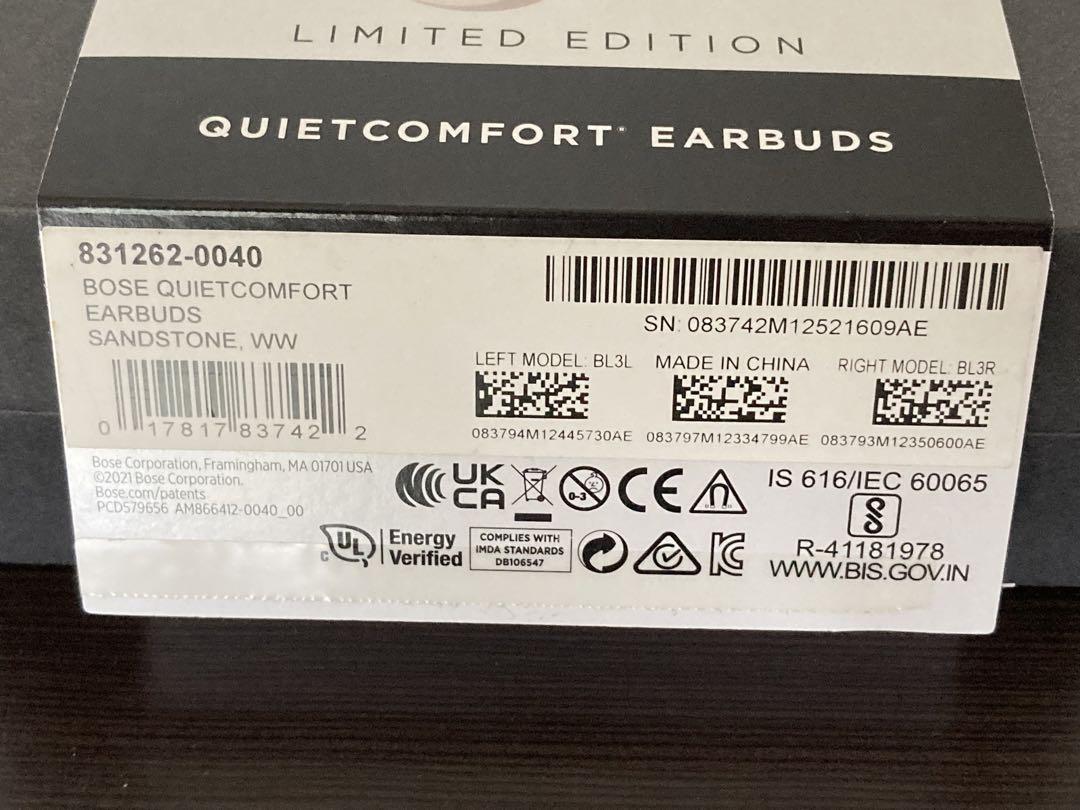 LIMITED EDITION
QUIETCOMFORT® EARBUDS
831262-0040
BOSE QUIETCOMFORT
EARBUDS
SANDSTONE, WW
0 17817 83742 2
SN: 083742M12521609AE
LEFT MODEL: BL3L
083794M12445730AE
MADE IN CHINA
083797M12334799AE
RIGHT MODEL: BL3R
083793M12350600AE
Bose Corporation, Framingham, MA 01701 USA
©2021 Bose Corporation.
Bose.com/patents
PCD579656 AM866412-0040_00
UK
CA
0-3
CE
IS 616/IEC 60065
R-41181978
WWW.BIS.GOV.IN
c UL
Energy
Verified
COMPLIES WITH
IMDA STANDARDS
DB106547